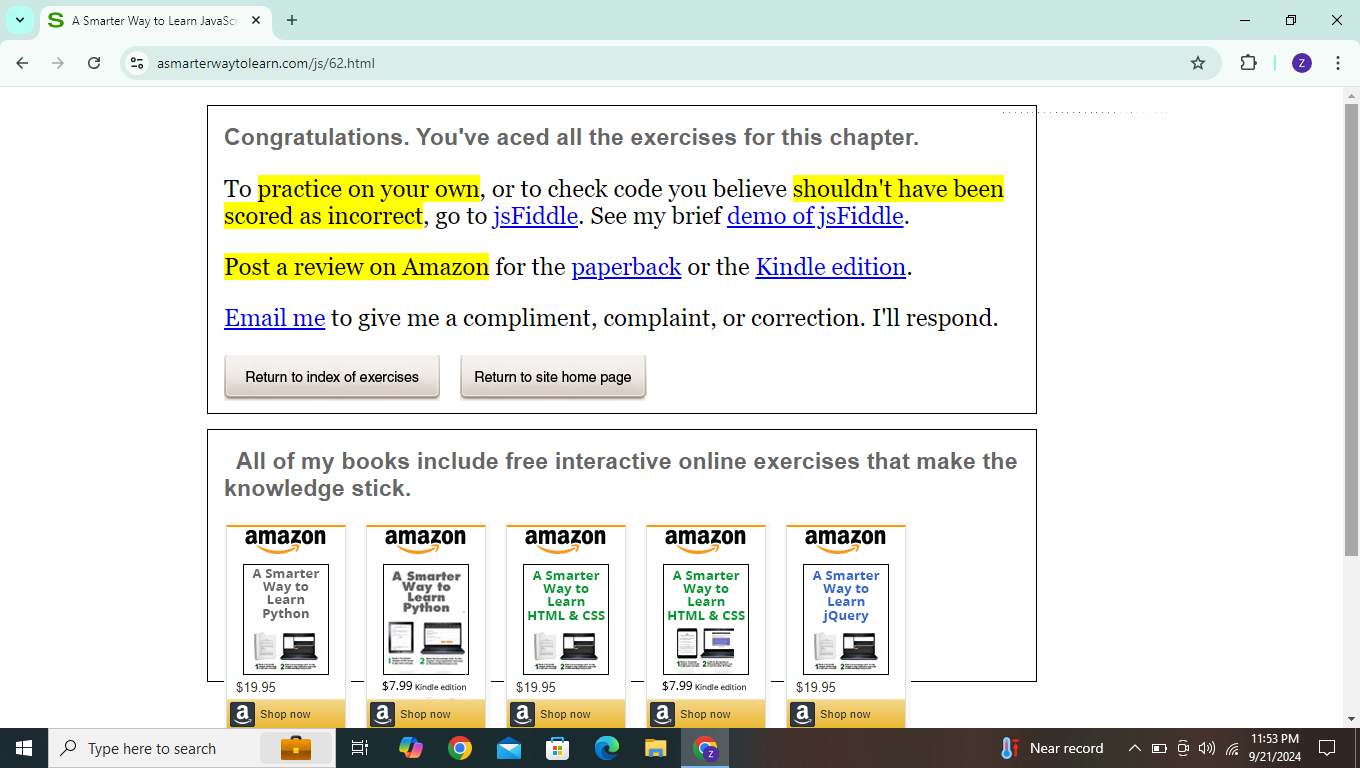 A Smarter Way to Learn JavaScr
asmarterwaytolearn.com/js/62.html
Z
Congratulations. You've aced all the exercises for this chapter.
To practice on your own, or to check code you believe shouldn't have been
scored as incorrect, go to jsFiddle. See my brief demo of jsFiddle.
Post a review on Amazon for the paperback or the Kindle edition.
Email me to give me a compliment, complaint, or correction. I'll respond.
Return to index of exercises Return to site home page
All of my books include free interactive online exercises that make the
knowledge stick.
amazon amazon amazon amazon amazon
A Smarter A Smarter A Smarter A Smarter A Smarter
Way to Way to Way to Way to Way to
Learn Learn Learn Learn Learn
Python Python HTML & CSS HTML & CSS jQuery
$19.95 $7.99 Kindle edition $19.95 $7.99 Kindle edition $19.95
a Shop now a Shop now a Shop now a Shop now a Shop now
Type here to search Z Near record 11:53 PM
9/21/2024